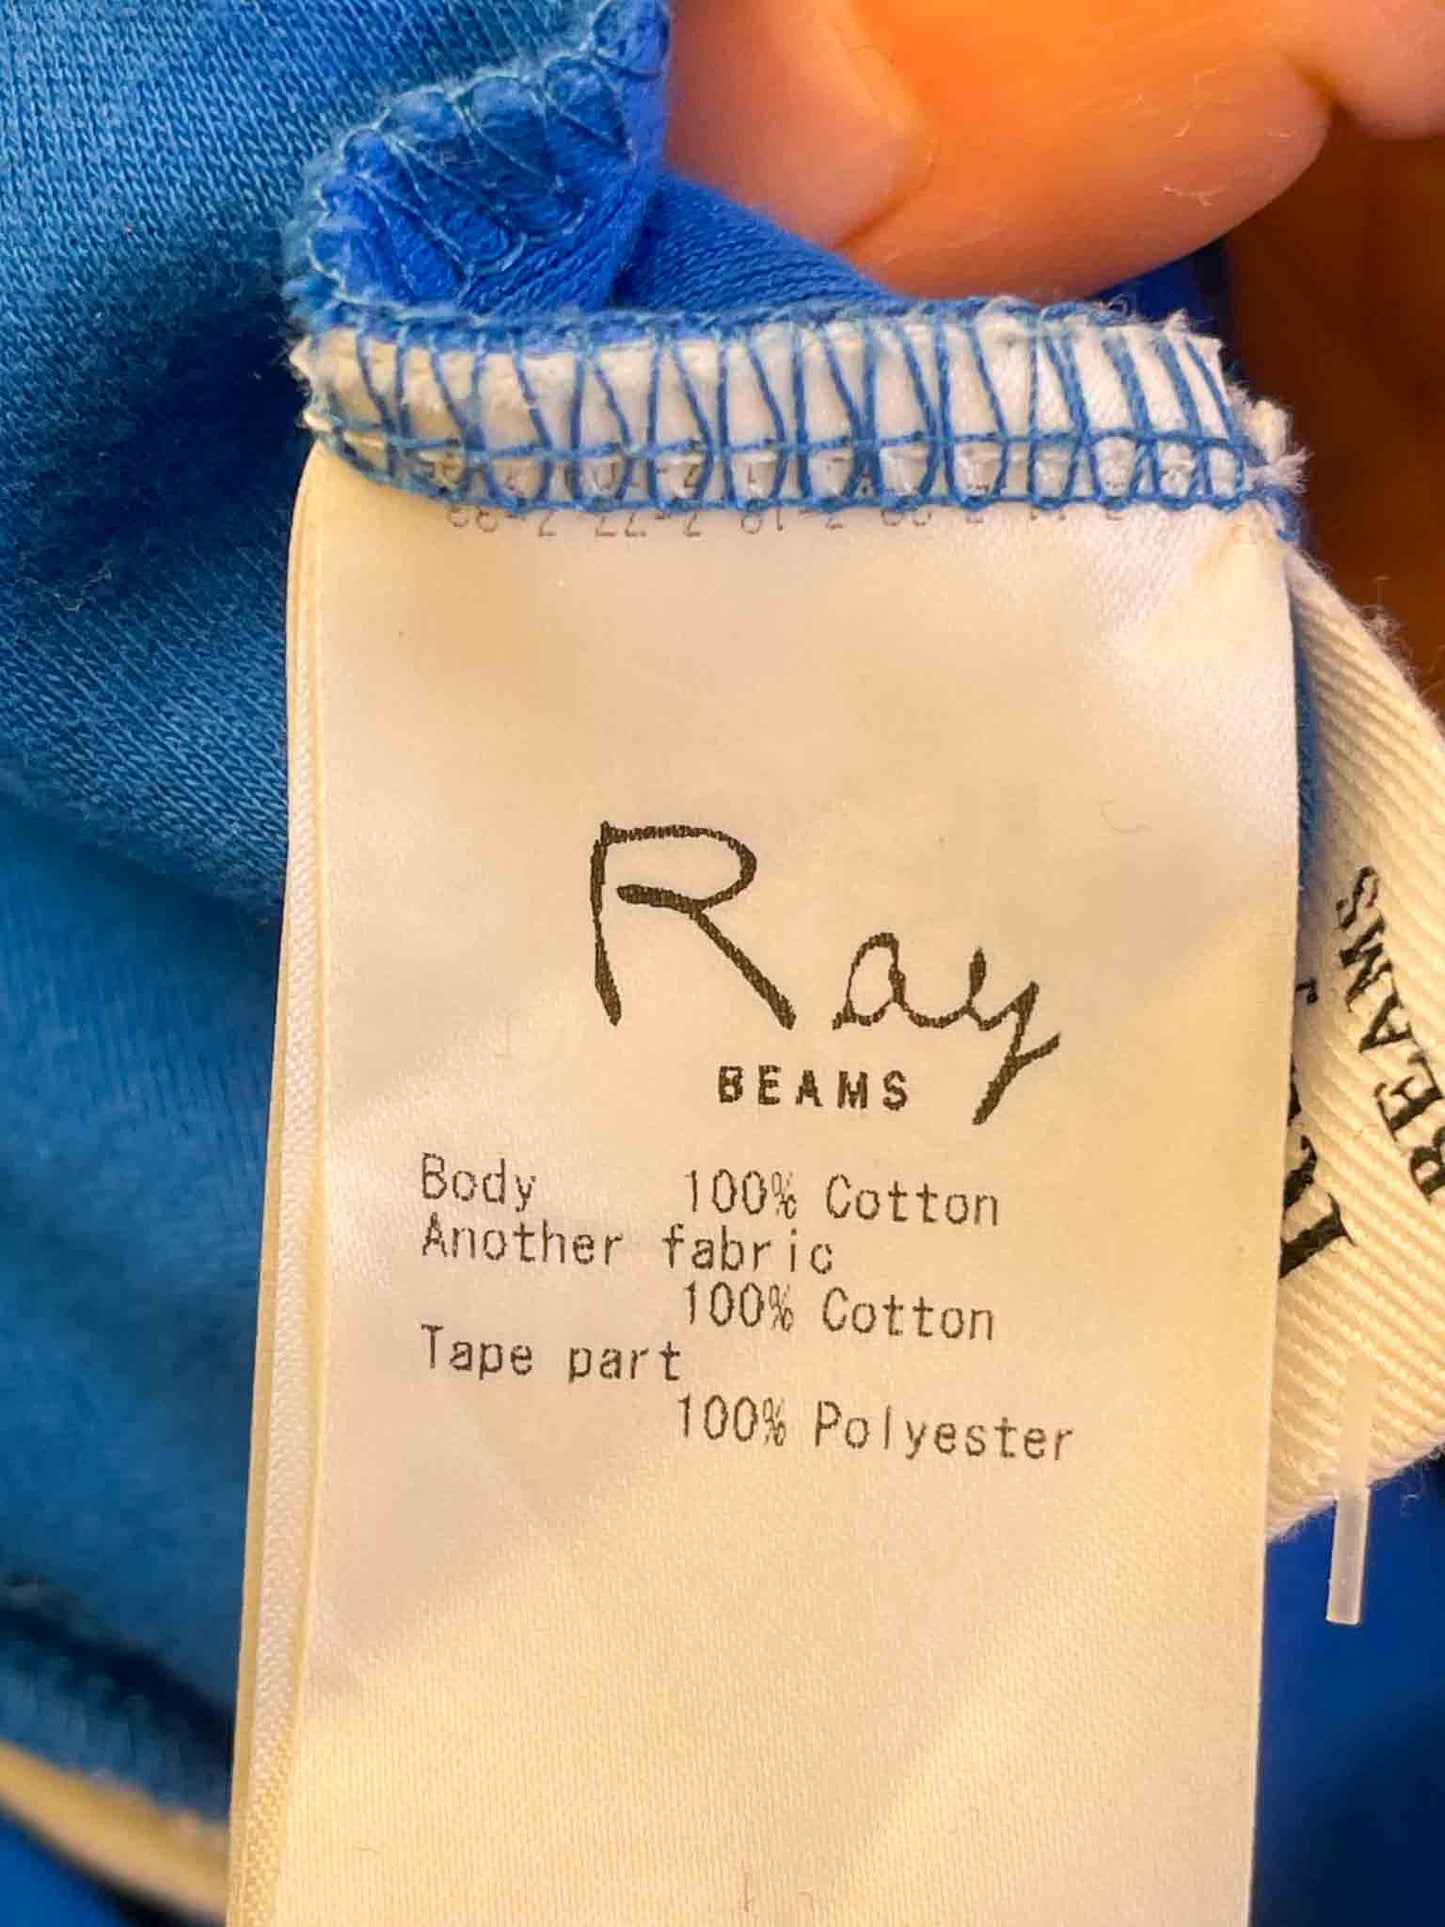 Ray
BEAMS
Body 100% Cotton
Another fabric
100% Cotton
Tape part
100% Polyester
BEAMS